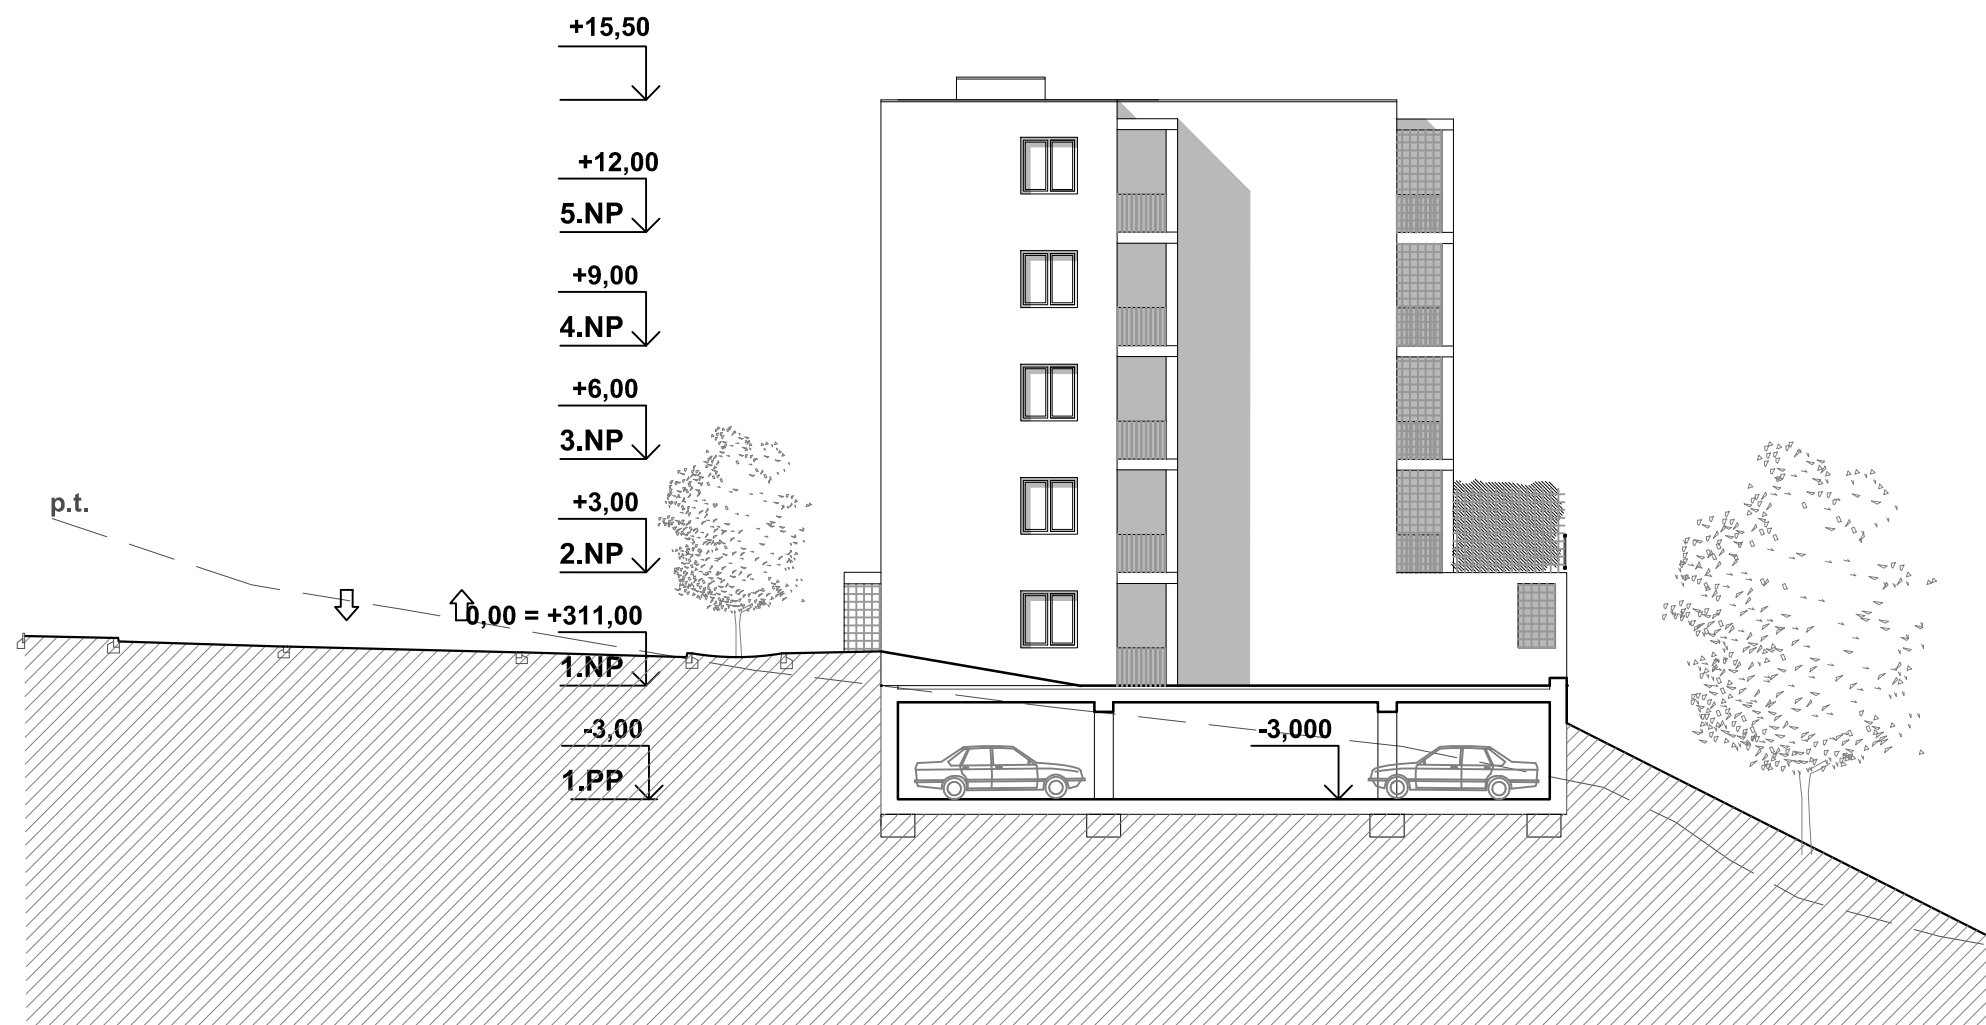 +15,50
+12,00
5.NP
+9,00
4.NP
+6,00
3.NP
+3,00
p.t.
2.NP
0,00 = +311,00
1.NP
-3,00
-3,000
1.PP